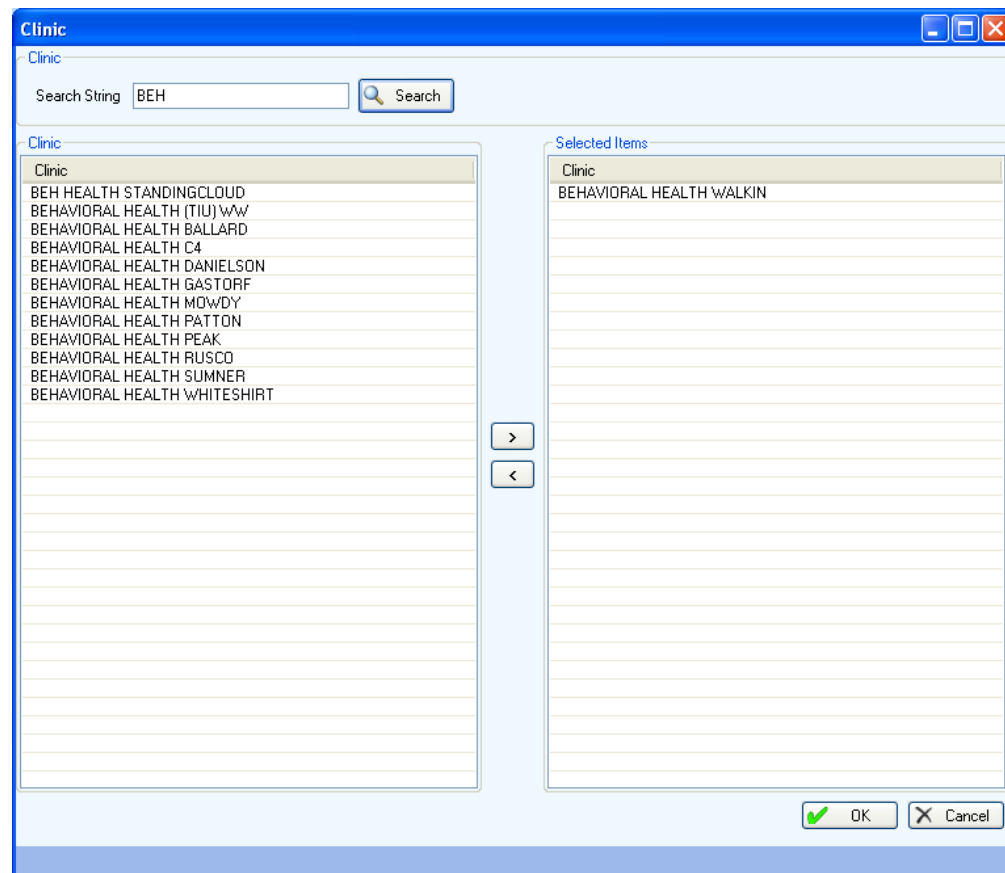 Clinic
Clinic
Search String BEH Search
Clinic
Clinic
BEH HEALTH STANDINGCLOUD
BEHAVIORAL HEALTH (TIU) WW
BEHAVIORAL HEALTH BALLARD
BEHAVIORAL HEALTH C4
BEHAVIORAL HEALTH DANIELSON
BEHAVIORAL HEALTH GASTORF
BEHAVIORAL HEALTH MOWDY
BEHAVIORAL HEALTH PATTON
BEHAVIORAL HEALTH PEAK
BEHAVIORAL HEALTH RUSCO
BEHAVIORAL HEALTH SUMNER
BEHAVIORAL HEALTH WHITESHIRT
>
<
Selected Items
Clinic
BEHAVIORAL HEALTH WALKIN
OK Cancel